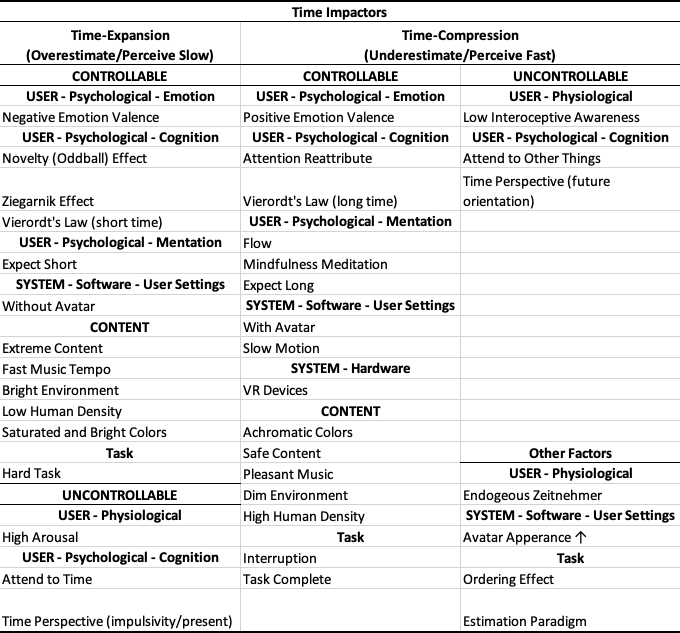 Time Impactors
Time-Expansion
(Overestimate/Perceive Slow)
Time-Compression
(Underestimate/Perceive Fast)
CONTROLLABLE
CONTROLLABLE
UNCONTROLLABLE
USER - Psychological - Emotion
USER - Psychological - Emotion
USER - Physiological
Negative Emotion Valence
Positive Emotion Valence
Low Interoceptive Awareness
USER - Psychological - Cognition
USER - Psychological - Cognition
USER - Psychological - Cognition
Novelty (Oddball) Effect
Attention Reattribute
Attend to Other Things
Ziegarnik Effect
Vierordt's Law (long time)
Time Perspective (future
orientation)
Vierordt's Law (short time)
USER - Psychological - Mentation
USER - Psychological - Mentation
Flow
Expect Short
Mindfulness Meditation
SYSTEM - Software - User Settings
Expect Long
Without Avatar
SYSTEM - Software - User Settings
CONTENT
With Avatar
Extreme Content
Slow Motion
Fast Music Tempo
SYSTEM - Hardware
Bright Environment
VR Devices
Low Human Density
CONTENT
Saturated and Bright Colors
Achromatic Colors
Task
Safe Content
Other Factors
Hard Task
Pleasant Music
USER - Physiological
UNCONTROLLABLE
Dim Environment
Endogeous Zeitnehmer
USER - Physiological
High Human Density
SYSTEM - Software - User Settings
High Arousal
Task
Avatar Apperance ↑
USER - Psychological - Cognition
Interruption
Task
Attend to Time
Task Complete
Ordering Effect
Time Perspective (impulsivity/present)
Estimation Paradigm